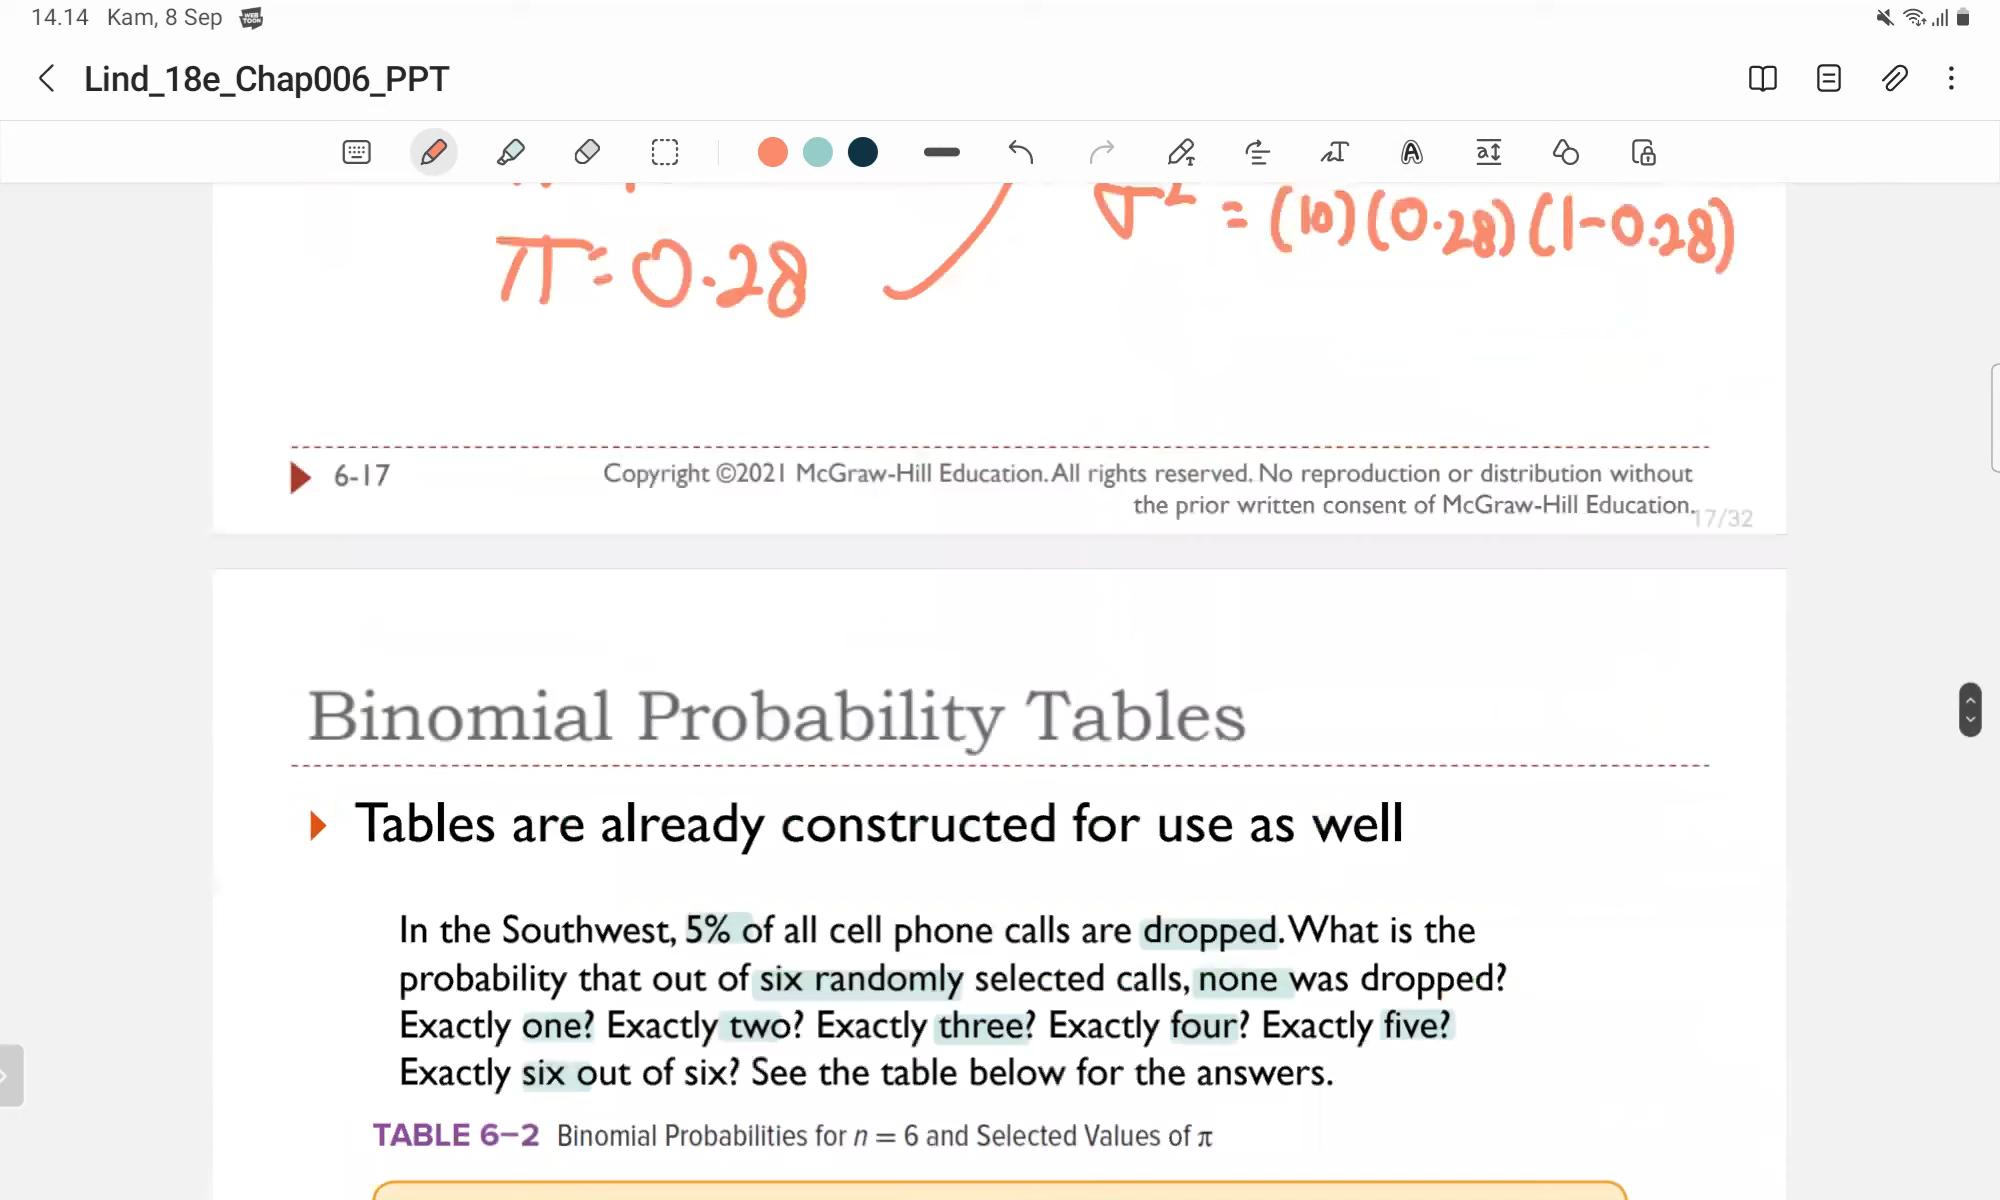 14.14 Kam, 8 Sep WEB TOON
Lind_18e_Chap006_PPT
σ² = (10)(0.28)(1-0.28)
π = 0.28
6-17
Copyright ©2021 McGraw-Hill Education. All rights reserved. No reproduction or distribution without
the prior written consent of McGraw-Hill Education.
17/32
Binomial Probability Tables
Tables are already constructed for use as well
In the Southwest, 5% of all cell phone calls are dropped. What is the
probability that out of six randomly selected calls, none was dropped?
Exactly one? Exactly two? Exactly three? Exactly four? Exactly five?
Exactly six out of six? See the table below for the answers.
TABLE 6–2 Binomial Probabilities for n = 6 and Selected Values of π